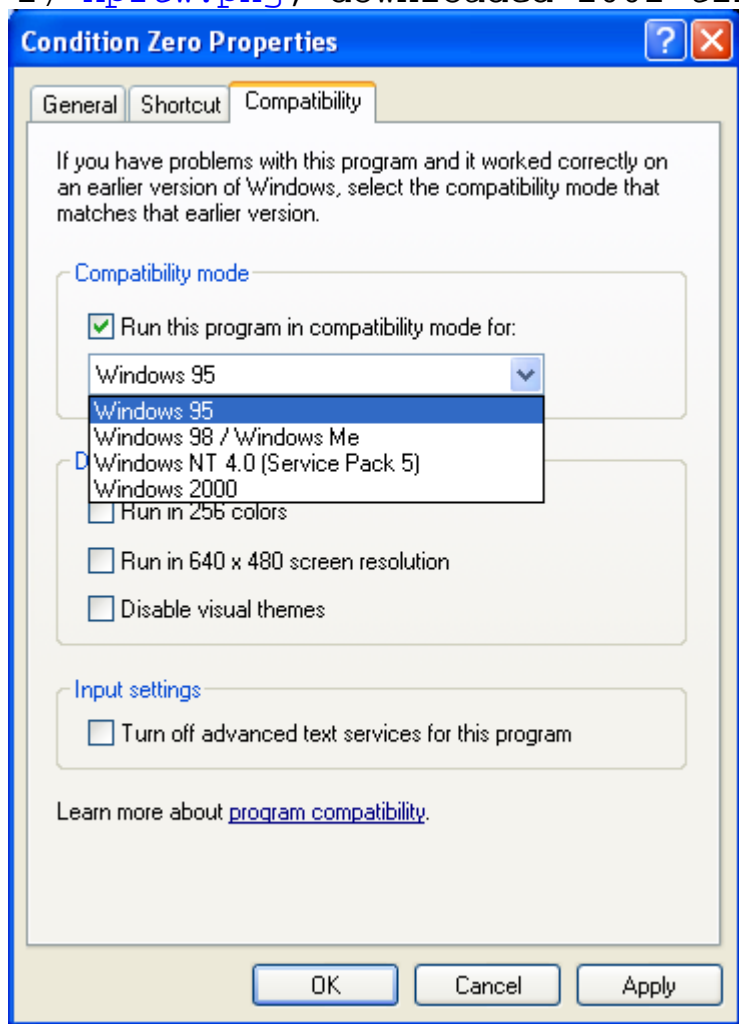 downloaded 2002
Condition Zero Properties
General Shortcut Compatibility
If you have problems with this program and it worked correctly on
an earlier version of Windows, select the compatibility mode that
matches that earlier version.
Compatibility mode
Run this program in compatibility mode for:
Windows 95
Windows 95
Windows 98 / Windows Me
Windows NT 4.0 (Service Pack 5)
Windows 2000
Run in 256 colors
Run in 640 x 480 screen resolution
Disable visual themes
Input settings
Turn off advanced text services for this program
Learn more about program compatibility.
OK Cancel Apply